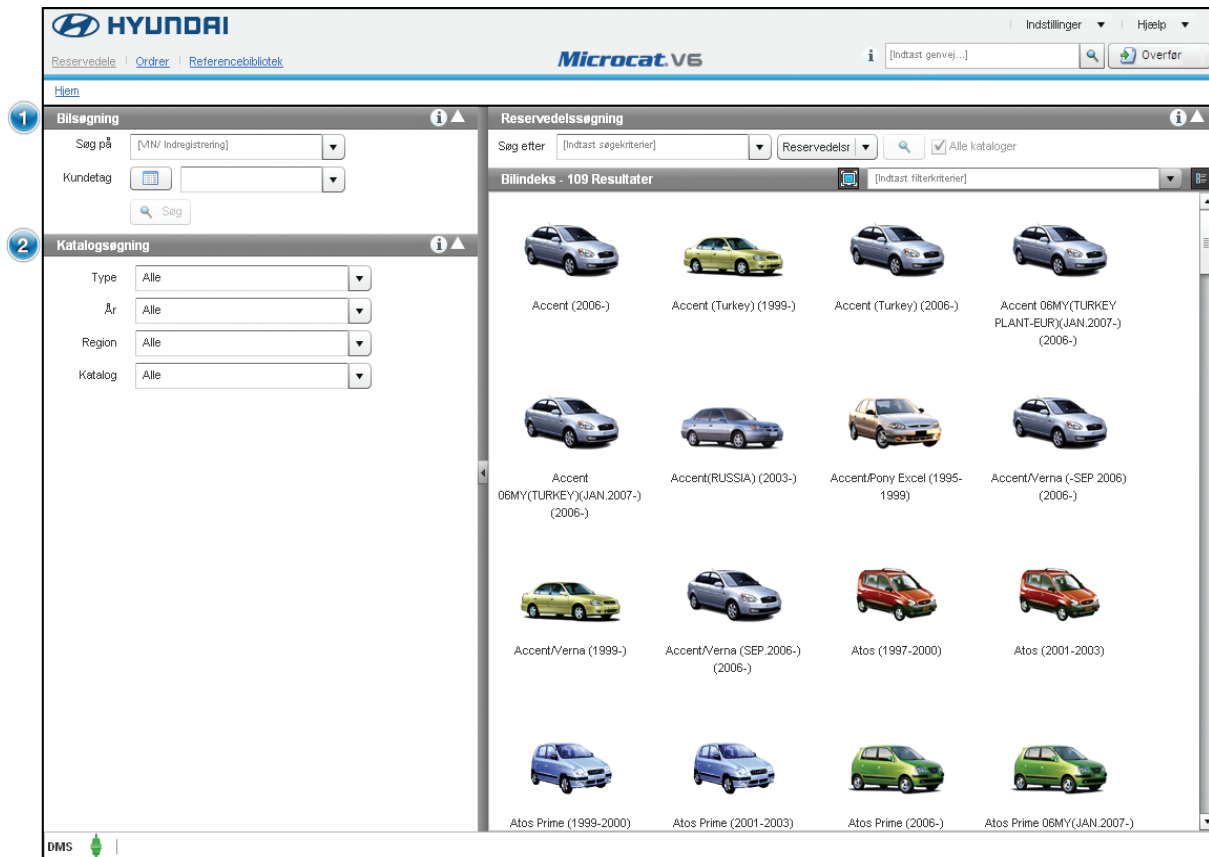 HYUNDAI
Indstillinger
Hjælp
Reservedele
Ordrer
Referencebibliotek
Microcat.V6
[Indtast genvej...]
Overfør
Hjem
1
Bilsøgning
Søg på
[VIN/ Indregistrering]
Kundetag
Søg
2
Katalogsøgning
Type
Alle
År
Alle
Region
Alle
Katalog
Alle
Reservedelssøgning
Søg efter
[Indtast søgekriterier]
Reservedelsr
Alle kataloger
Bilindeks - 109 Resultater
[Indtast filterkriterier]
Accent (2006-)
Accent (Turkey) (1999-)
Accent (Turkey) (2006-)
Accent 06MY(TURKEY
PLANT-EUR)(JAN.2007-)
(2006-)
Accent
06MY(TURKEY)(JAN.2007-)
(2006-)
Accent(RUSSIA) (2003-)
Accent/Pony Excel (1995-
1999)
Accent/Verna (-SEP 2006)
(2006-)
Accent/Verna (1999-)
Accent/Verna (SEP.2006-)
(2006-)
Atos (1997-2000)
Atos (2001-2003)
Atos Prime (1999-2000)
Atos Prime (2001-2003)
Atos Prime (2006-)
Atos Prime 06MY(JAN.2007-)
DMS